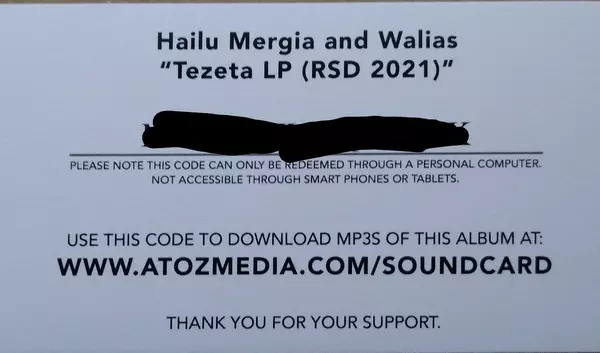 Hailu Mergia and Walias
"Tezeta LP (RSD 2021)"
PLEASE NOTE THIS CODE CAN ONLY BE REDEEMED THROUGH A PERSONAL COMPUTER.
NOT ACCESSIBLE THROUGH SMART PHONES OR TABLETS.
USE THIS CODE TO DOWNLOAD MP3S OF THIS ALBUM AT:
WWW.ATOZMEDIA.COM/SOUNDCARD
THANK YOU FOR YOUR SUPPORT.